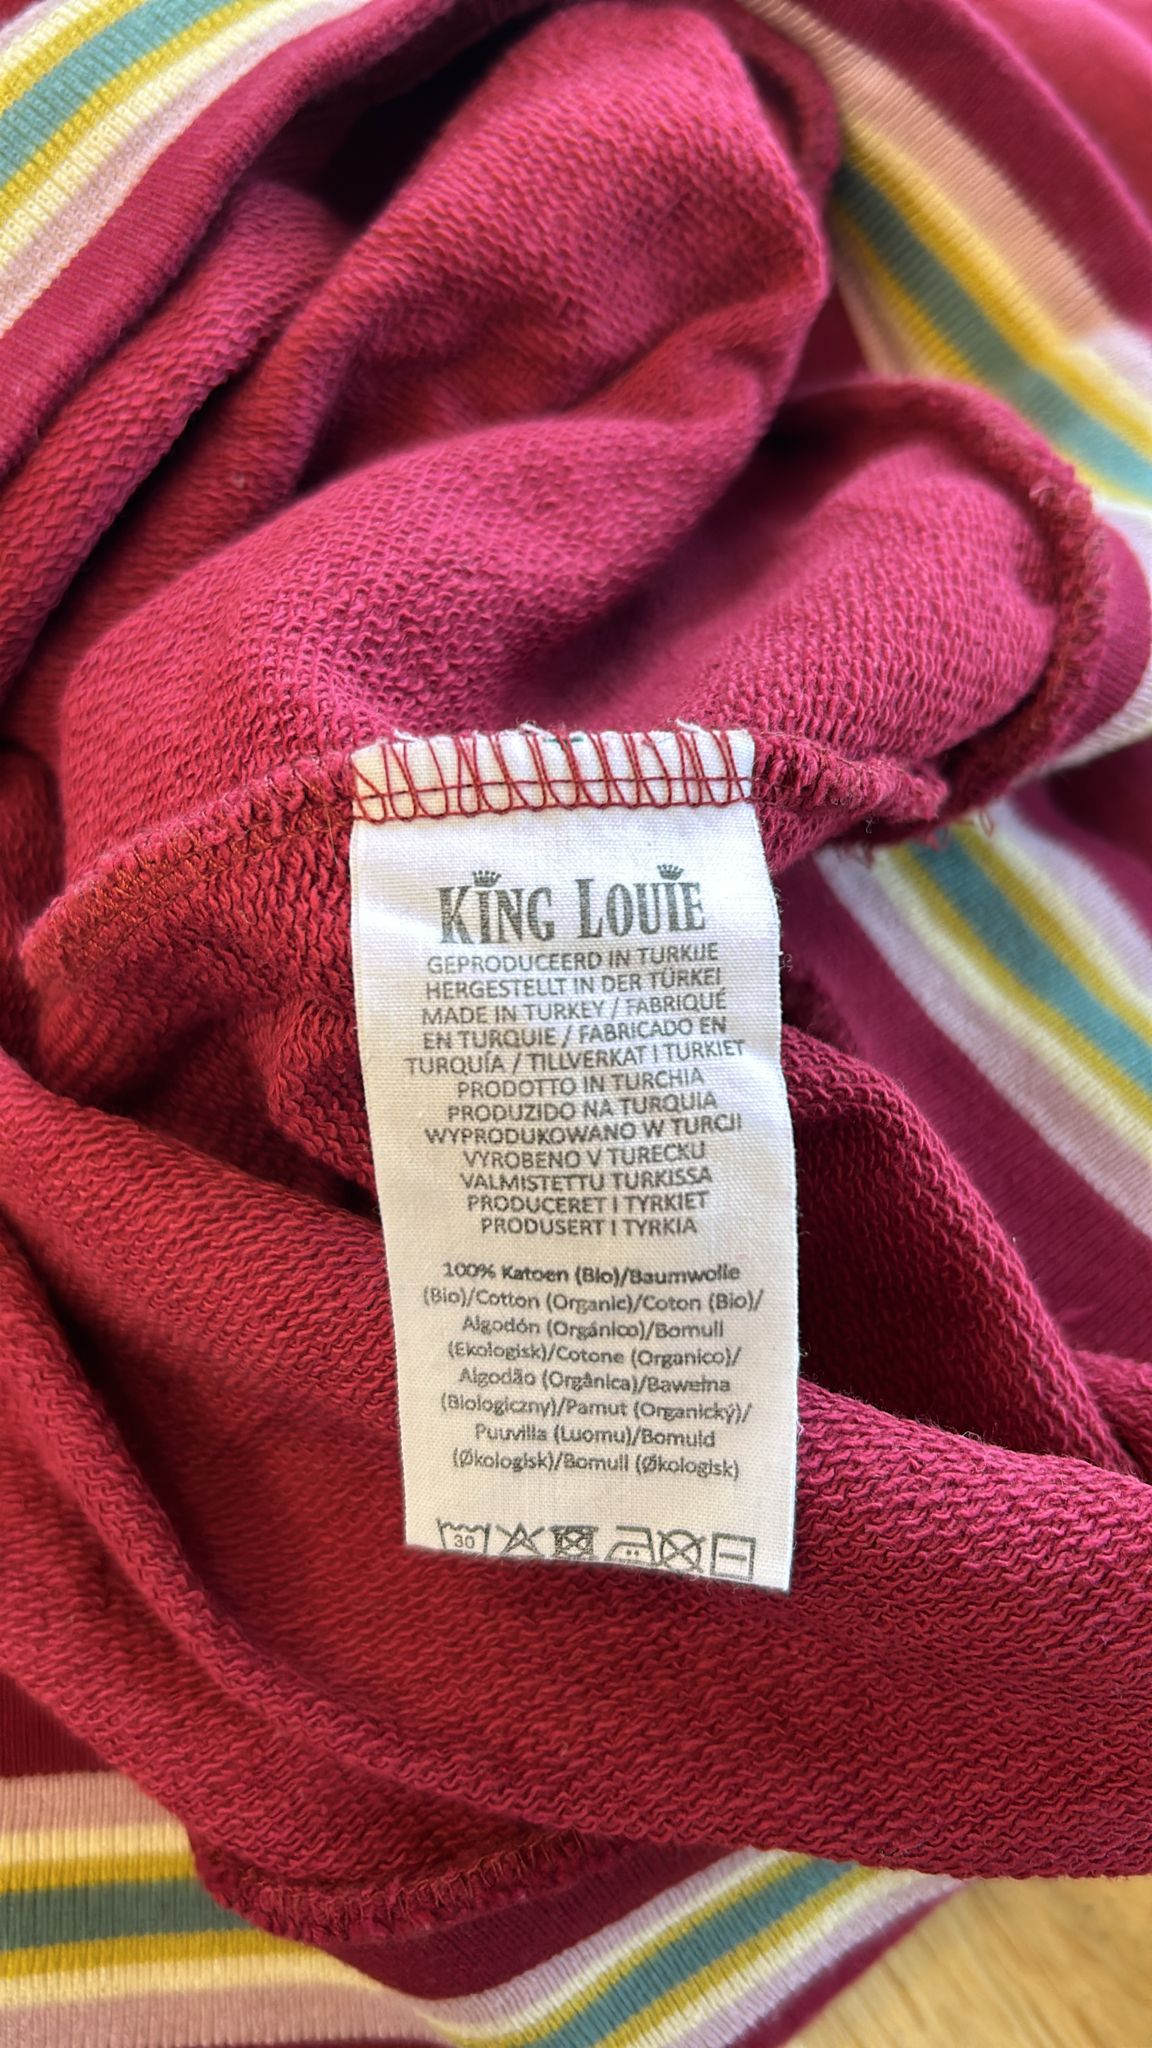 KING LOUIE
GEPRODUCEERD IN TURKIJE
HERGESTELLT IN DER TÜRKEI
MADE IN TURKEY / FABRIQUÉ
EN TURQUIE / FABRICADO EN
TURQUÍA / TILLVERKAT I TURKIET
PRODOTTO IN TURCHIA
PRODUZIDO NA TURQUIA
WYPRODUKOWANO W TURCJI
VYROBENO V TURECKU
VALMISTETTU TURKISSA
PRODUCERET I TYRKIET
PRODUSERT I TYRKIA
100% Katoen (Bio)/Baumwolle
(Bio)/Cotton (Organic)/Coton (Bio)/
Algodón (Orgánico)/Bomull
(Ekologisk)/Cotone (Organico)/
Algodão (Orgânica)/Bawełna
(Biologiczny)/Pamut (Organický)/
Puuvilla (Luomu)/Bomuld
(Økologisk)/Bomull (Økologisk)
30